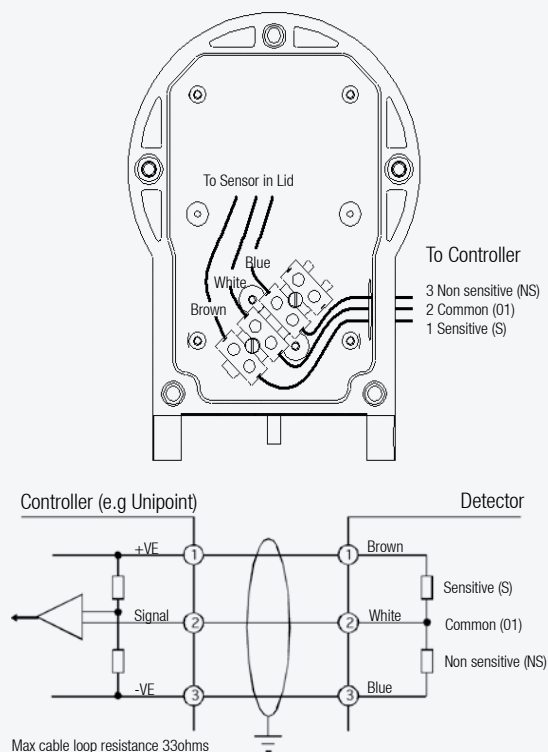 To Sensor in Lid
Blue
White
Brown
To Controller
3 Non sensitive (NS)
2 Common (01)
1 Sensitive (S)
Controller (e.g Unipoint)
Detector
+VE
1
1
Brown
Sensitive (S)
Signal
2
2
White
Common (01)
Non sensitive (NS)
-VE
3
3
Blue
Max cable loop resistance 33ohms